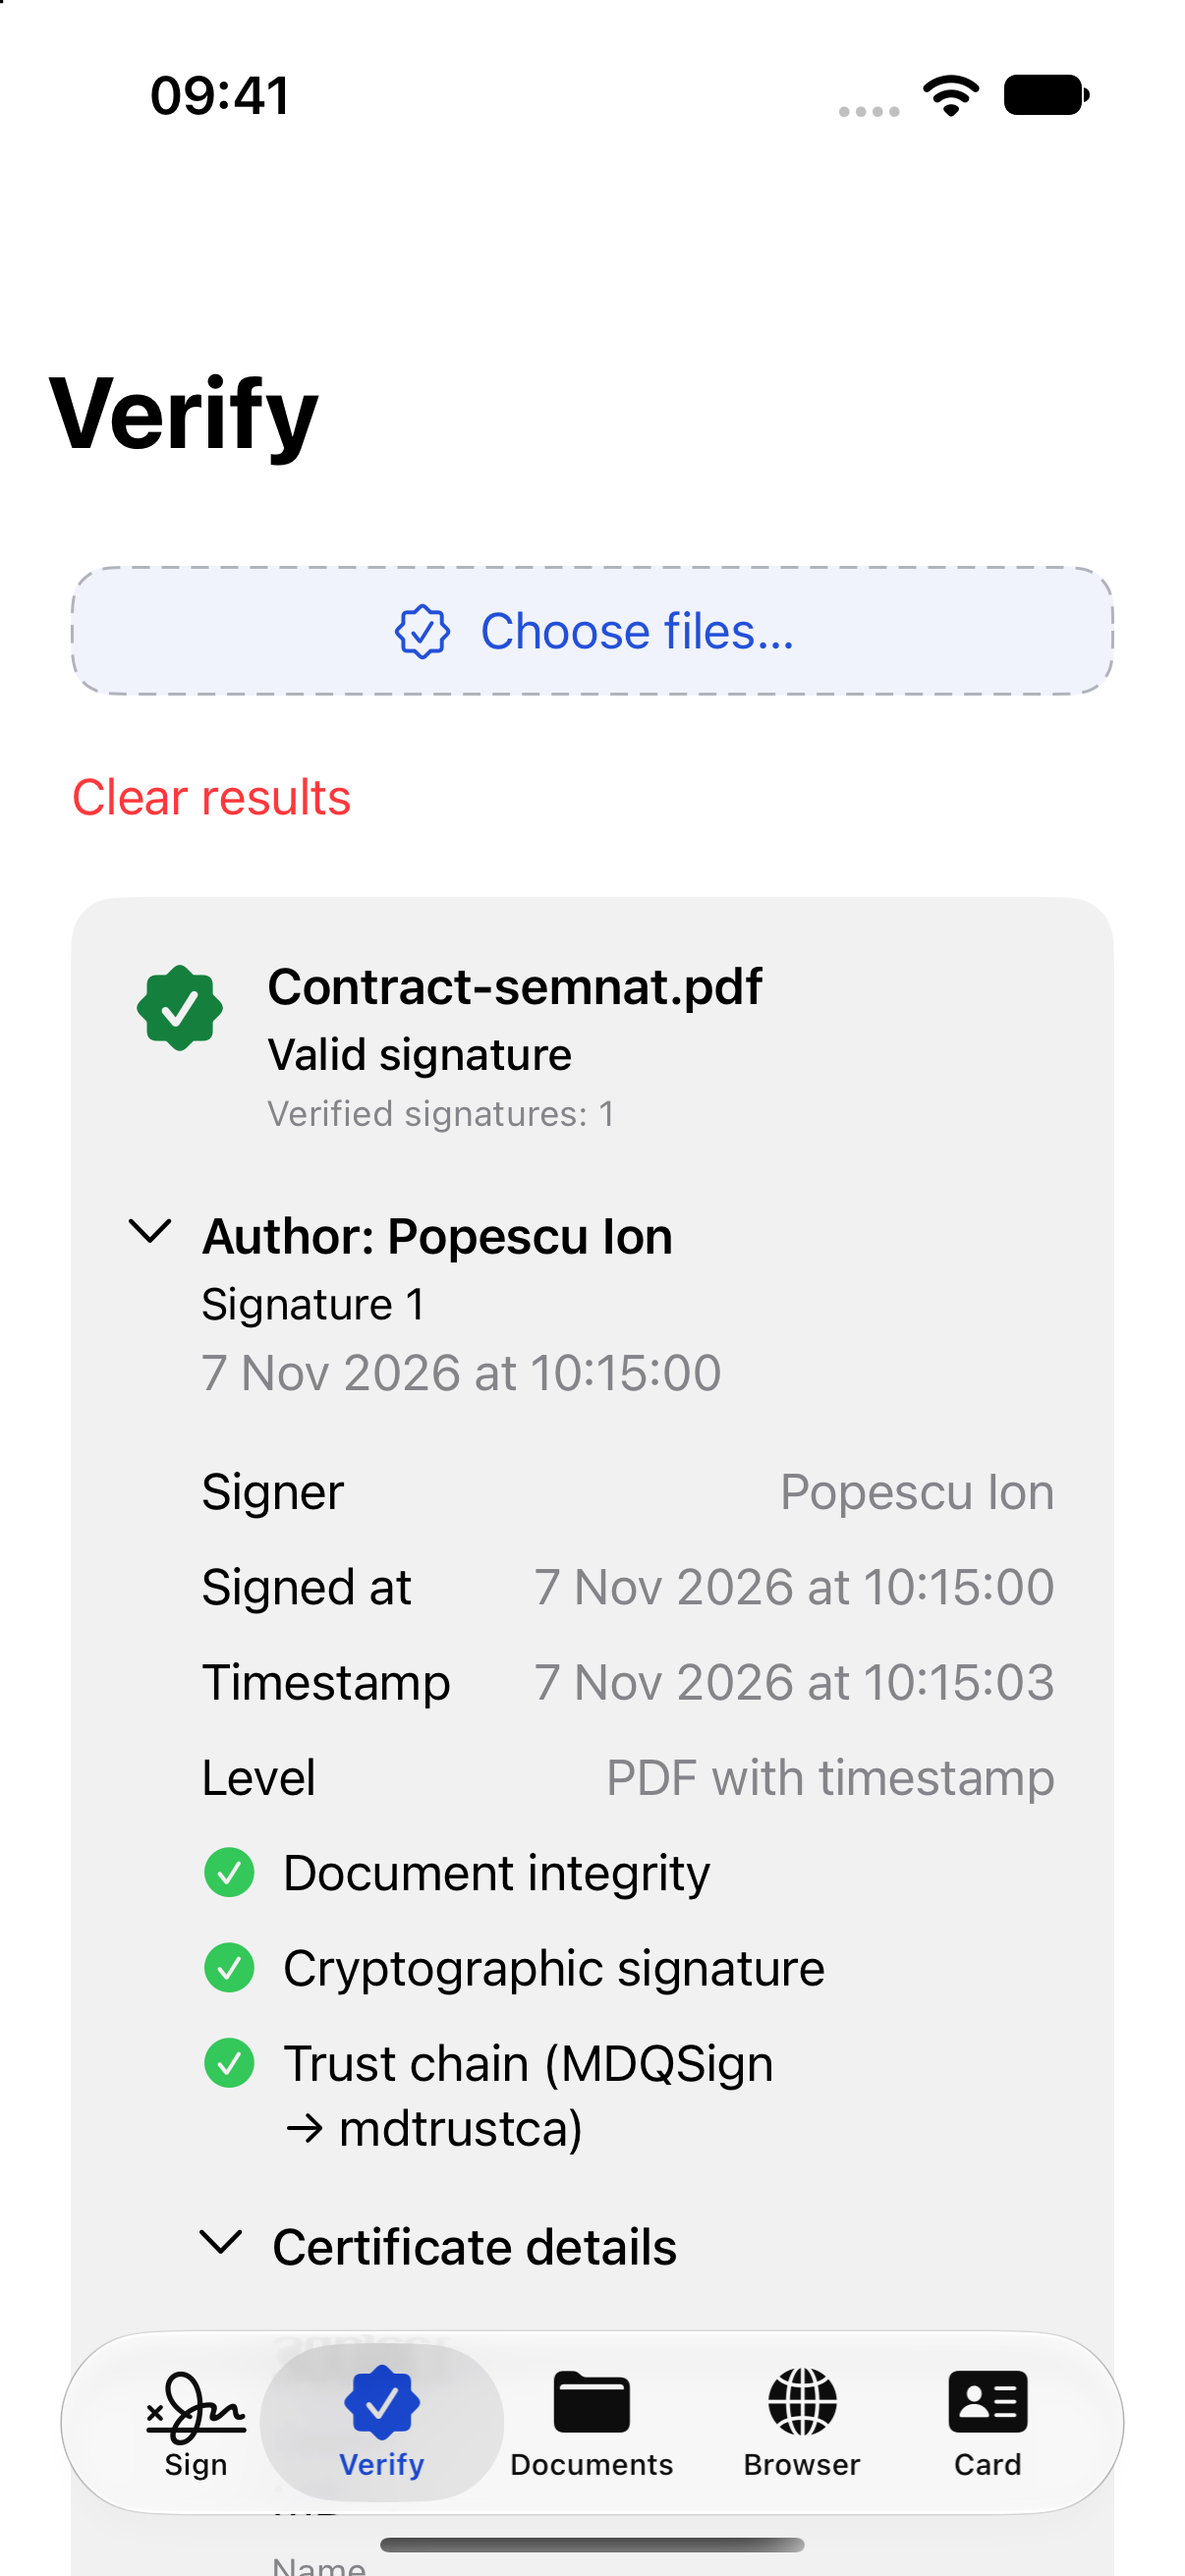 09:41
Verify
Choose files...
Clear results
Contract-semnat.pdf
Valid signature
Verified signatures: 1
Author: Popescu Ion
Signature 1
7 Nov 2026 at 10:15:00
Signer Popescu Ion
Signed at 7 Nov 2026 at 10:15:00
Timestamp 7 Nov 2026 at 10:15:03
Level PDF with timestamp
Document integrity
Cryptographic signature
Trust chain (MDQSign
→ mdtrustca)
Certificate details
Sign Verify Documents Browser Card
Name